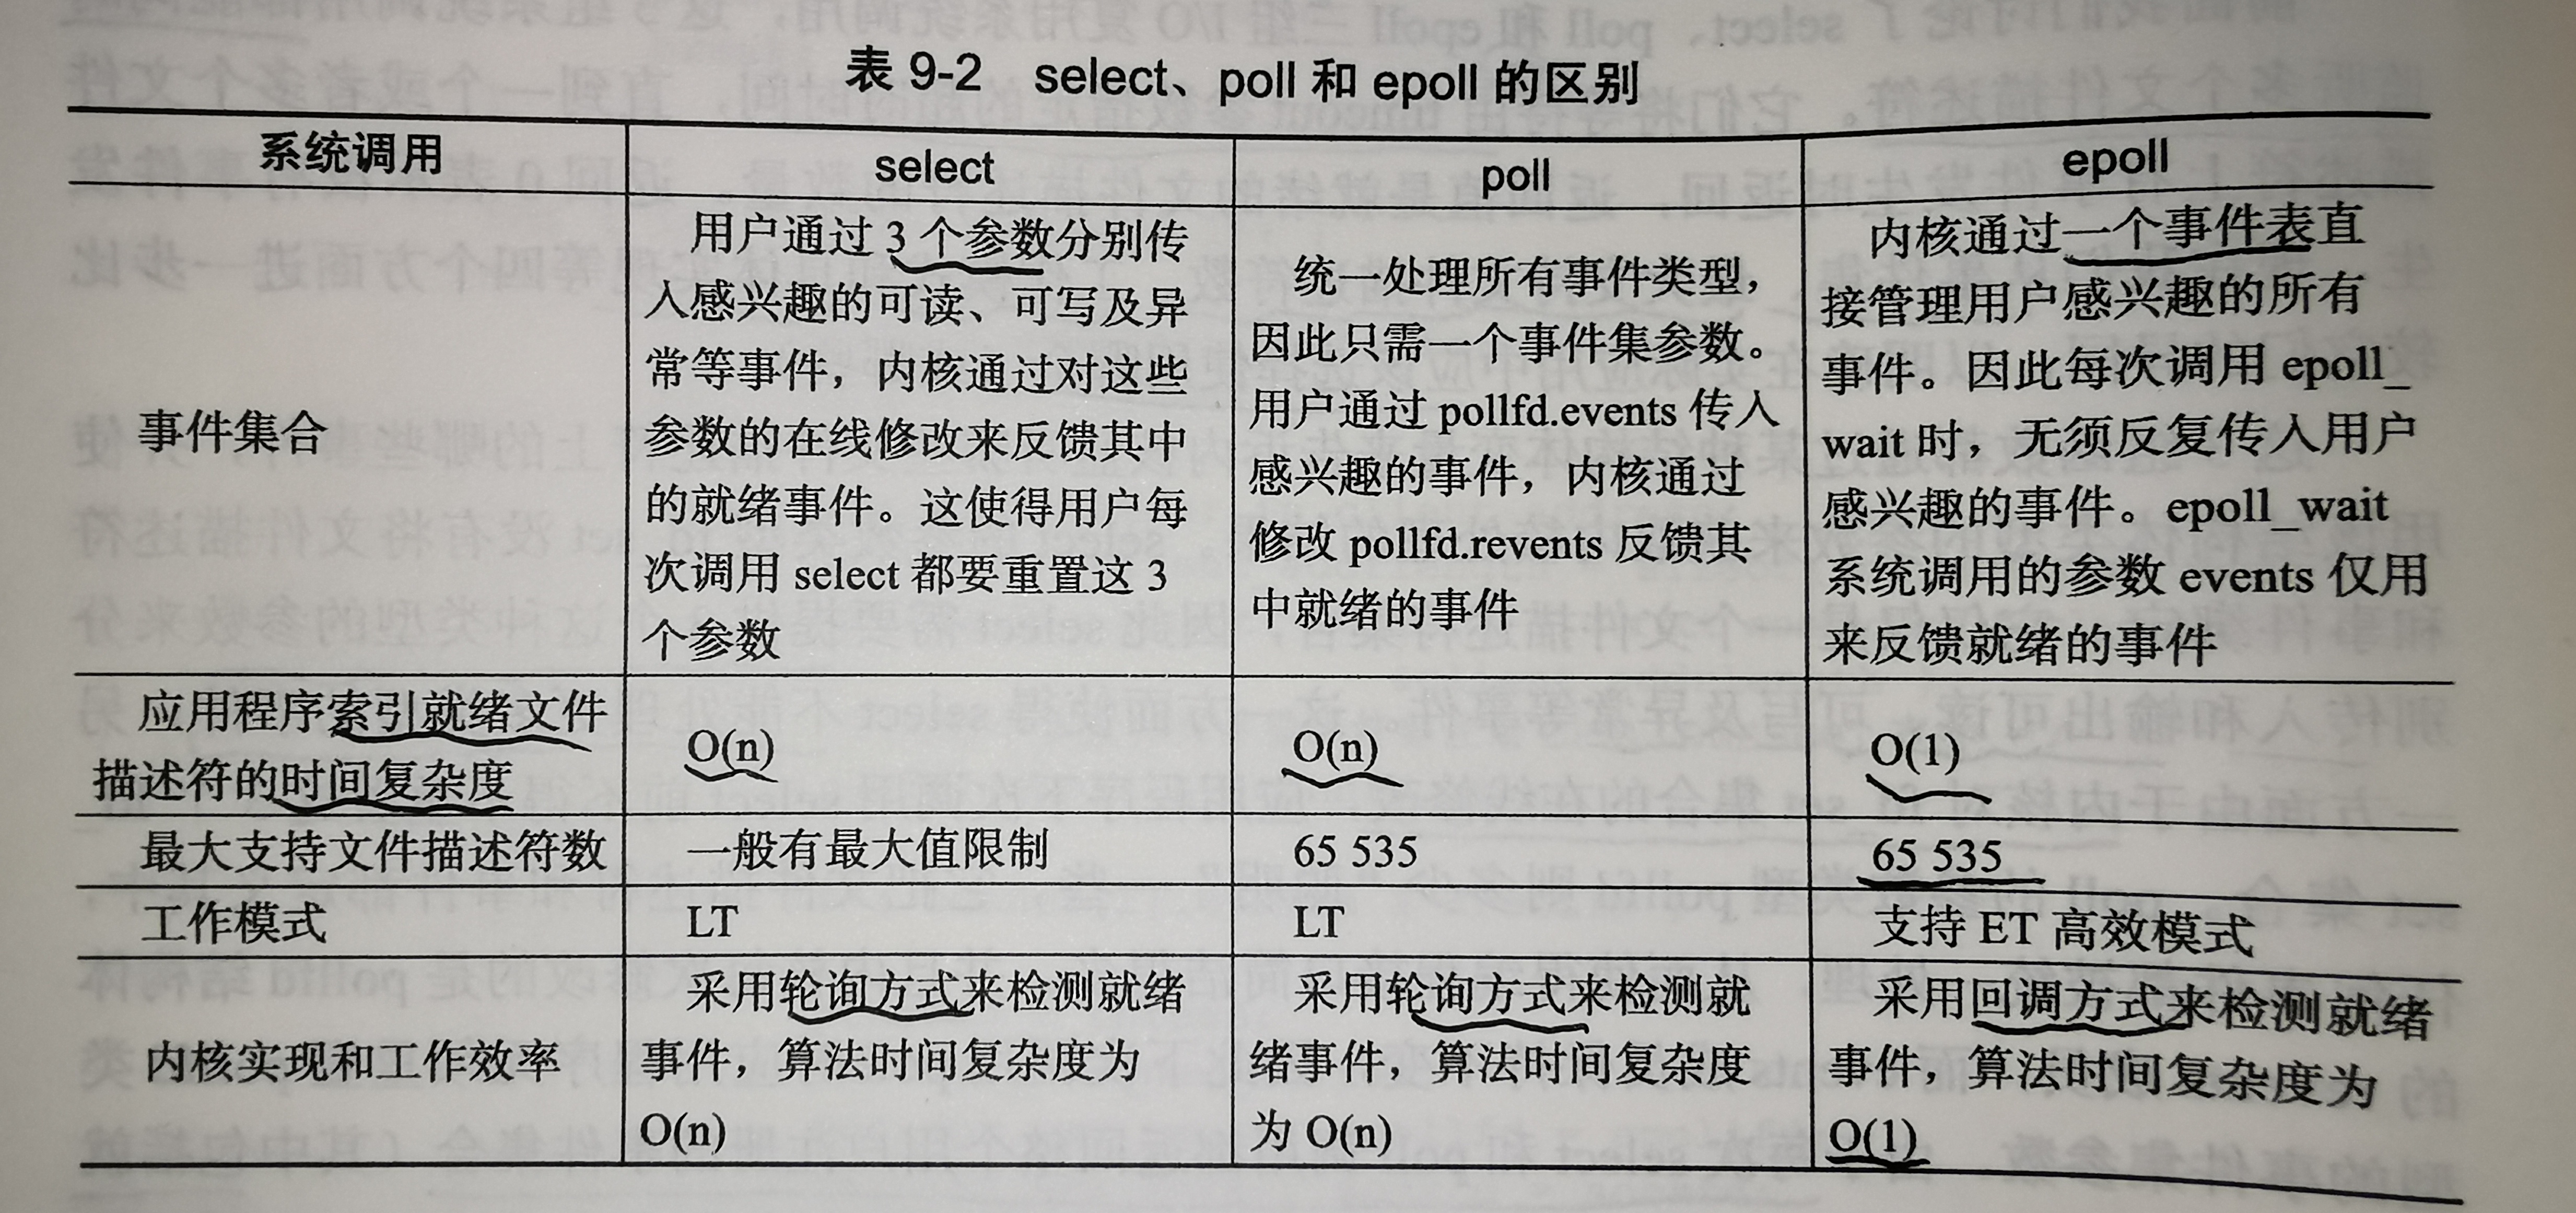 表 9-2 select、poll 和 epoll 的区别
系统调用
select
poll
epoll
事件集合
用户通过 3 个参数分别传
入感兴趣的可读、可写及异
常等事件，内核通过对这些
参数的在线修改来反馈其中
的就绪事件。这使得用户每
次调用 select 都要重置这 3
个参数
统一处理所有事件类型，
因此只需一个事件集参数。
用户通过 pollfd.events 传入
感兴趣的事件，内核通过
修改 pollfd.revents 反馈其
中就绪的事件
内核通过一个事件表直
接管理用户感兴趣的所有
事件。因此每次调用 epoll_
wait 时，无须反复传入用户
感兴趣的事件。epoll_wait
系统调用的参数 events 仅用
来反馈就绪的事件
应用程序索引就绪文件
描述符的时间复杂度
O(n)
O(n)
O(1)
最大支持文件描述符数
一般有最大值限制
65 535
65 535
工作模式
LT
LT
支持 ET 高效模式
内核实现和工作效率
采用轮询方式来检测就绪
事件，算法时间复杂度为
O(n)
采用轮询方式来检测就
绪事件，算法时间复杂度
为 O(n)
采用回调方式来检测就绪
事件，算法时间复杂度为
O(1)